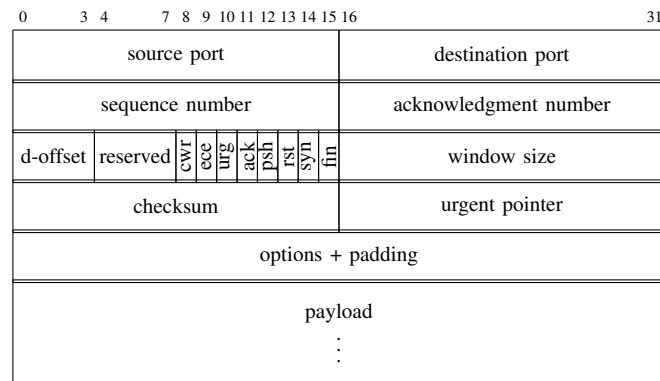 0 3 4 7 8 9 10 11 12 13 14 15 16 31
source port destination port
sequence number acknowledgment number
d-offset reserved cwr ece urg ack psh rst syn fin window size
checksum urgent pointer
options + padding
payload
⋮